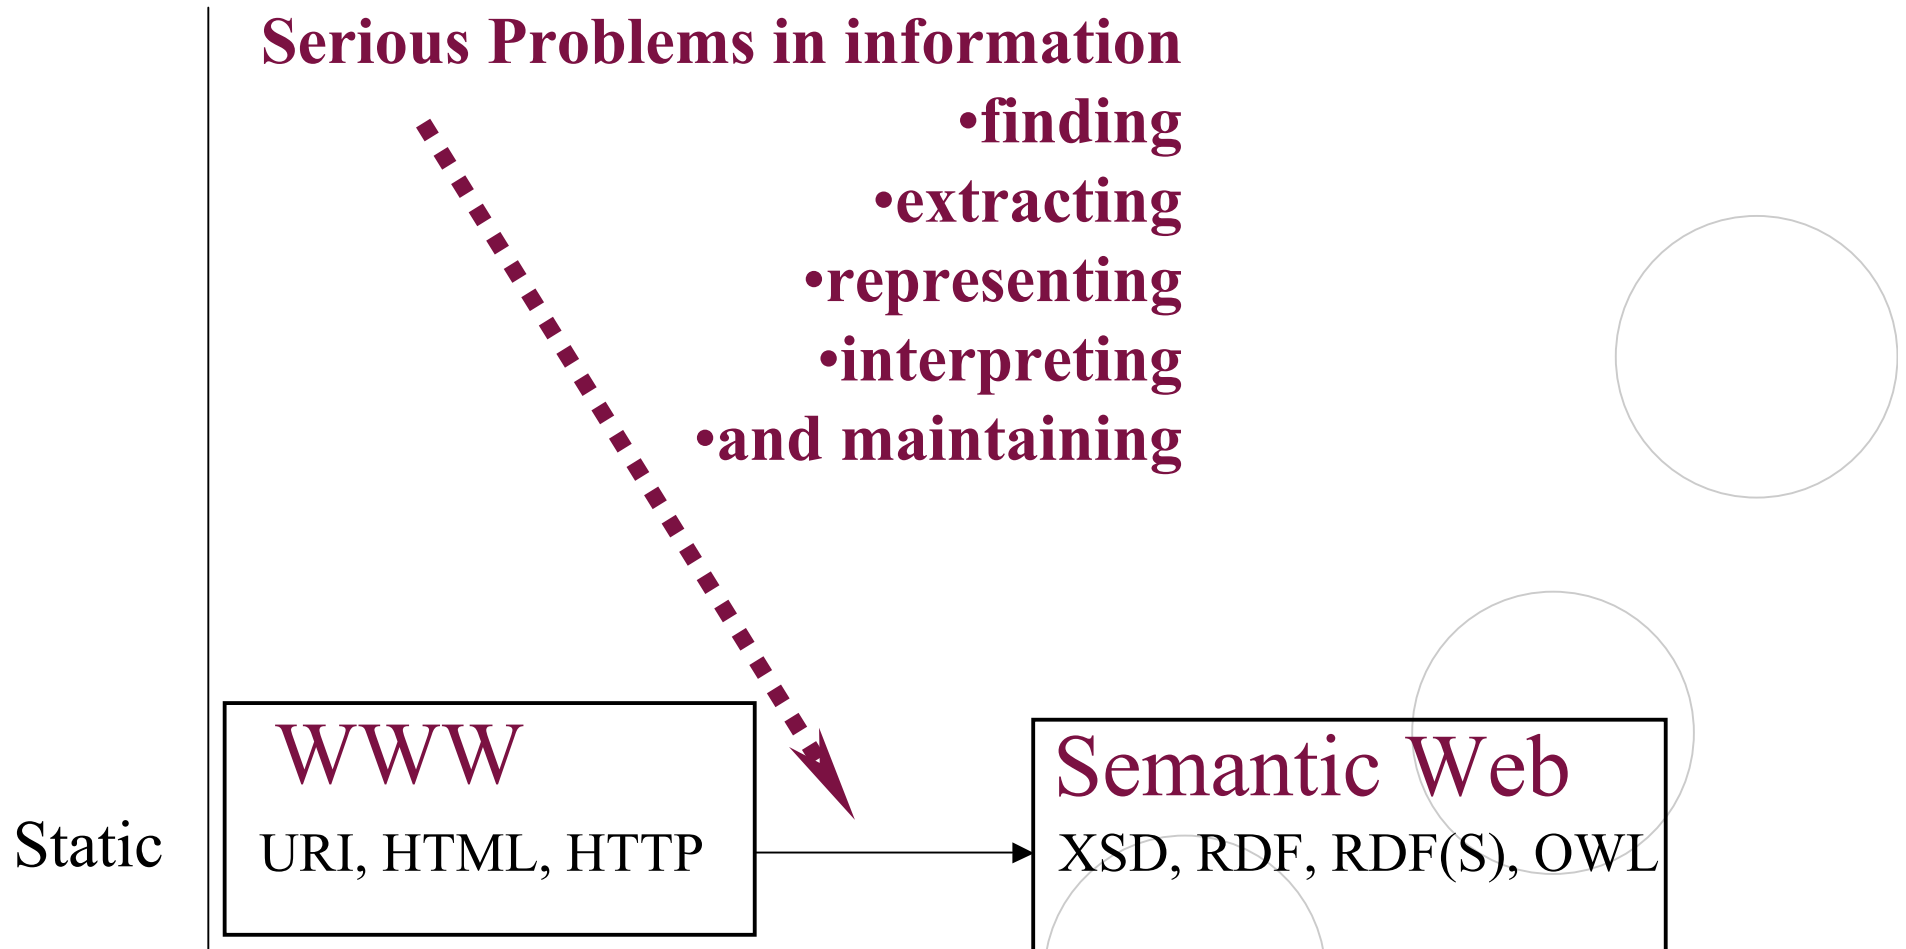 Serious Problems in information
•finding
•extracting
•representing
•interpreting
•and maintaining
WWW
URI, HTML, HTTP
Semantic Web
XSD, RDF, RDF(S), OWL
Static